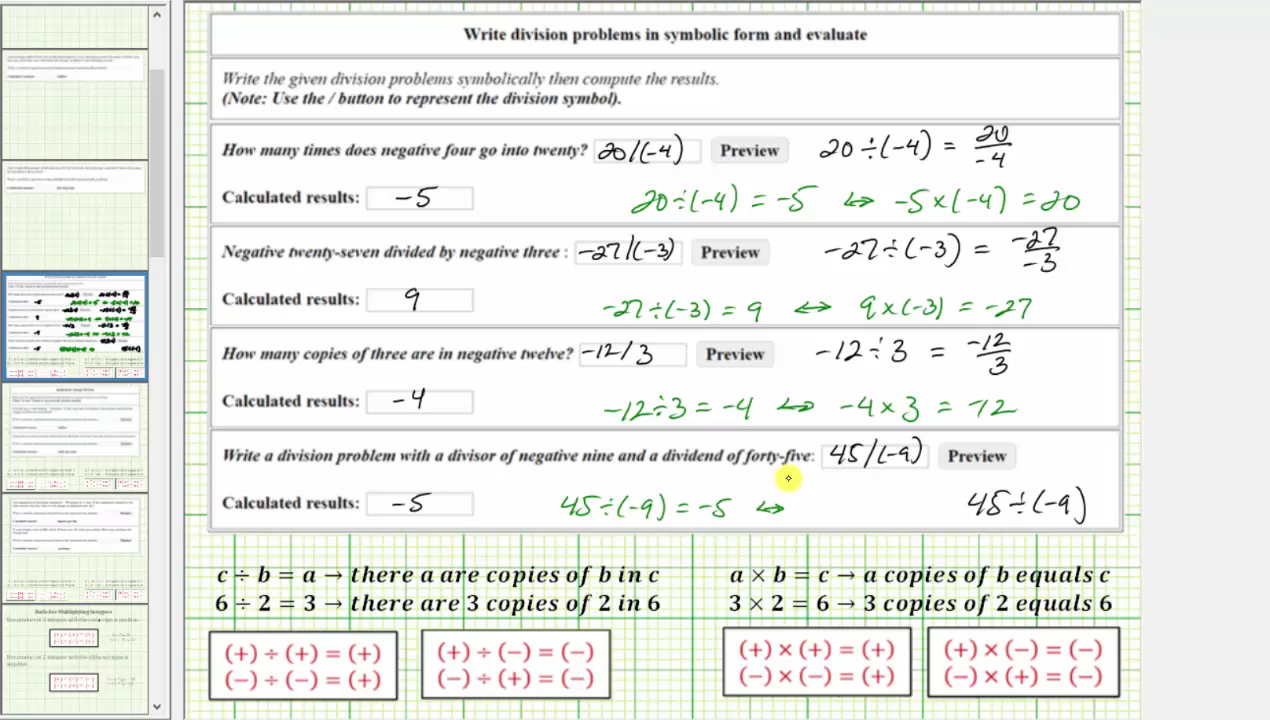 Write division problems in symbolic form and evaluate
Write the given division problems symbolically then compute the results.
(Note: Use the / button to represent the division symbol).
How many times does negative four go into twenty? 20/(-4) Preview 20÷(-4) = 20/-4
Calculated results: -5 20÷(-4) = -5 ↔ -5×(-4) = 20
Negative twenty-seven divided by negative three : -27/(-3) Preview -27÷(-3) = -27/-3
Calculated results: 9 -27÷(-3) = 9 ↔ 9×(-3) = -27
How many copies of three are in negative twelve? -12/3 Preview -12÷3 = -12/3
Calculated results: -4 -12÷3 = -4 ↔ -4×3 = -12
Write a division problem with a divisor of negative nine and a dividend of forty-five: 45/(-9) Preview
Calculated results: -5 45÷(-9) = -5 ↔ 45÷(-9)
c ÷ b = a → there a are copies of b in c
6 ÷ 2 = 3 → there are 3 copies of 2 in 6
a × b = c → a copies of b equals c
3 × 2 = 6 → 3 copies of 2 equals 6
(+) ÷ (+) = (+)
(−) ÷ (−) = (+)
(+) ÷ (−) = (−)
(−) ÷ (+) = (−)
(+) × (+) = (+)
(−) × (−) = (+)
(+) × (−) = (−)
(−) × (+) = (−)